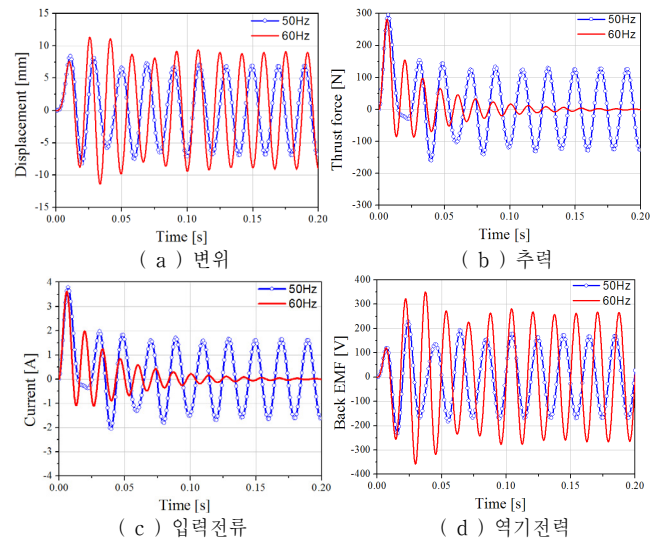 50Hz
60Hz
15
10
5
0
-5
-10
-15
0.00 0.05 0.10 0.15 0.20
Displacement [mm]
Time [s]
( a ) 변위
50Hz
60Hz
300
200
100
0
-100
-200
-300
0.00 0.05 0.10 0.15 0.20
Thrust force [N]
Time [s]
( b ) 추력
50Hz
60Hz
4
3
2
1
0
-1
-2
-3
-4
0.00 0.05 0.10 0.15 0.20
Current [A]
Time [s]
( c ) 입력전류
50Hz
60Hz
400
300
200
100
0
-100
-200
-300
-400
0.00 0.05 0.10 0.15 0.20
Back EMF [V]
Time [s]
( d ) 역기전력